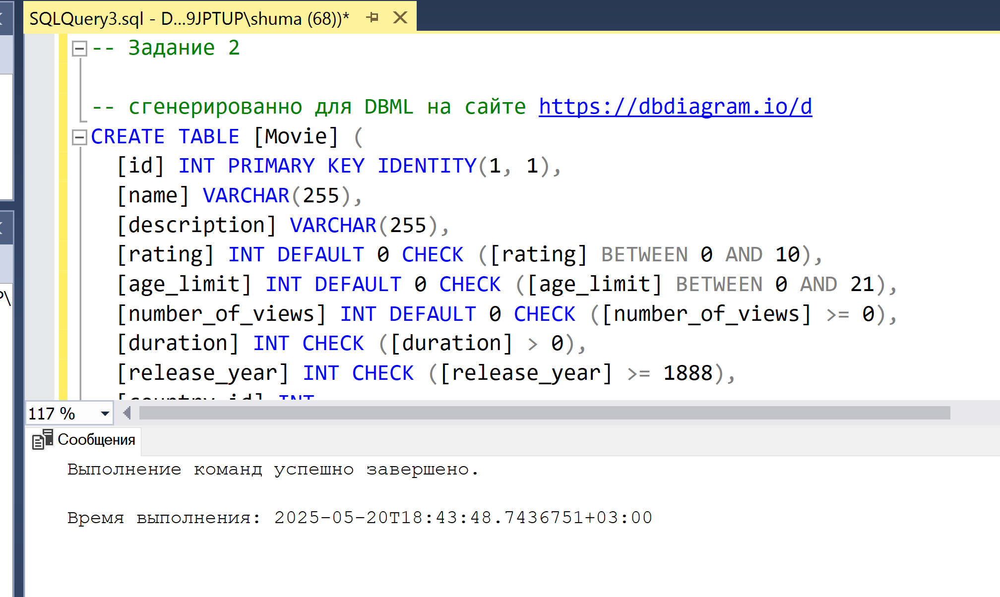 SQLQuery3.sql - D...9JPTUP\shuma (68))*
-- Задание 2
-- сгенерированно для DBML на сайте https://dbdiagram.io/d
CREATE TABLE [Movie] (
[id] INT PRIMARY KEY IDENTITY(1, 1),
[name] VARCHAR(255),
[description] VARCHAR(255),
[rating] INT DEFAULT 0 CHECK ([rating] BETWEEN 0 AND 10),
[age_limit] INT DEFAULT 0 CHECK ([age_limit] BETWEEN 0 AND 21),
P\
[number_of_views] INT DEFAULT 0 CHECK ([number_of_views] >= 0),
[duration] INT CHECK ([duration] > 0),
[release_year] INT CHECK ([release_year] >= 1888),
[country_id] INT
117 %
Сообщения
Выполнение команд успешно завершено.
Время выполнения: 2025-05-20T18:43:48.7436751+03:00